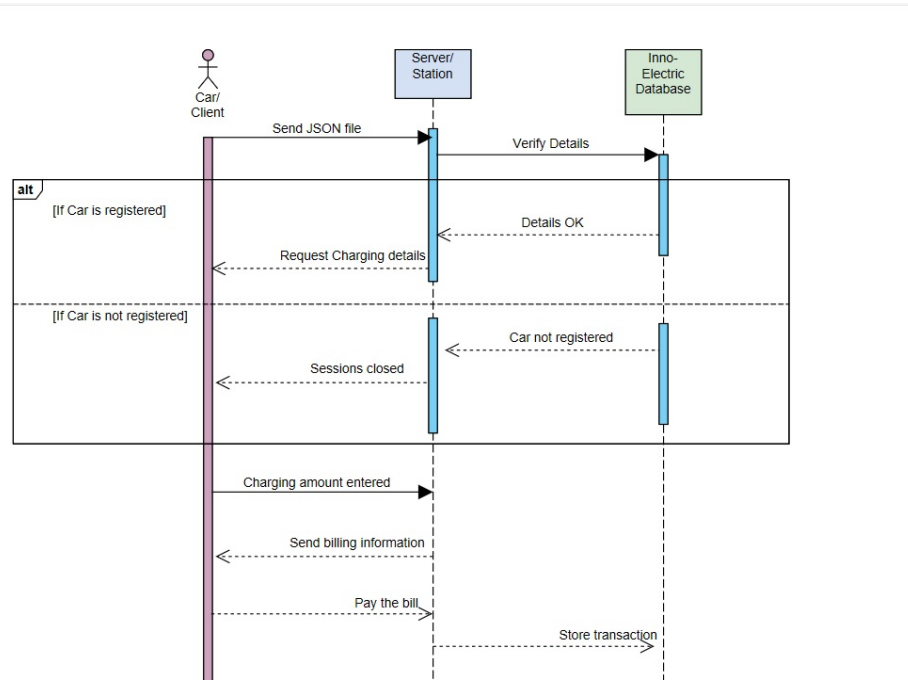 Server/
Station
Inno-
Electric
Database
Car/
Client
Send JSON file
Verify Details
alt
[If Car is registered]
Details OK
Request Charging details
[If Car is not registered]
Car not registered
Sessions closed
Charging amount entered
Send billing information
Pay the bill
Store transaction